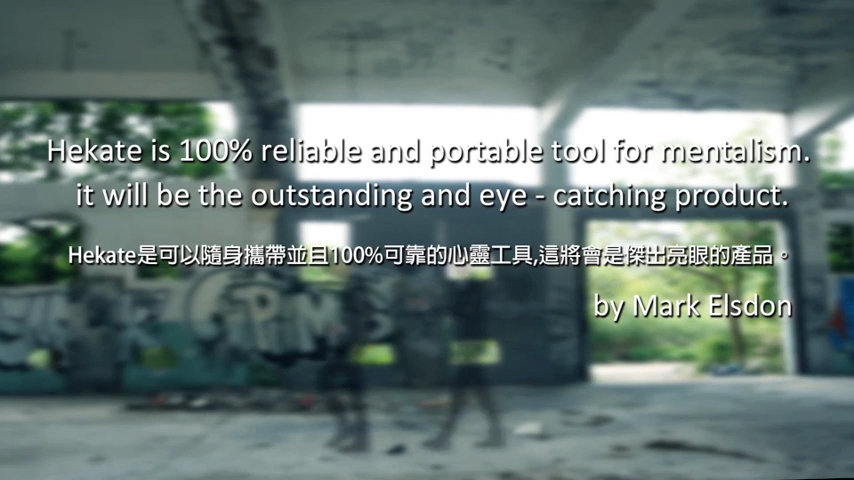 Hekate is 100% reliable and portable tool for mentalism.
it will be the outstanding and eye - catching product.
Hekate是可以隨身攜帶並且100%可靠的心靈工具,這將會是傑出亮眼的產品。
by Mark Elsdon